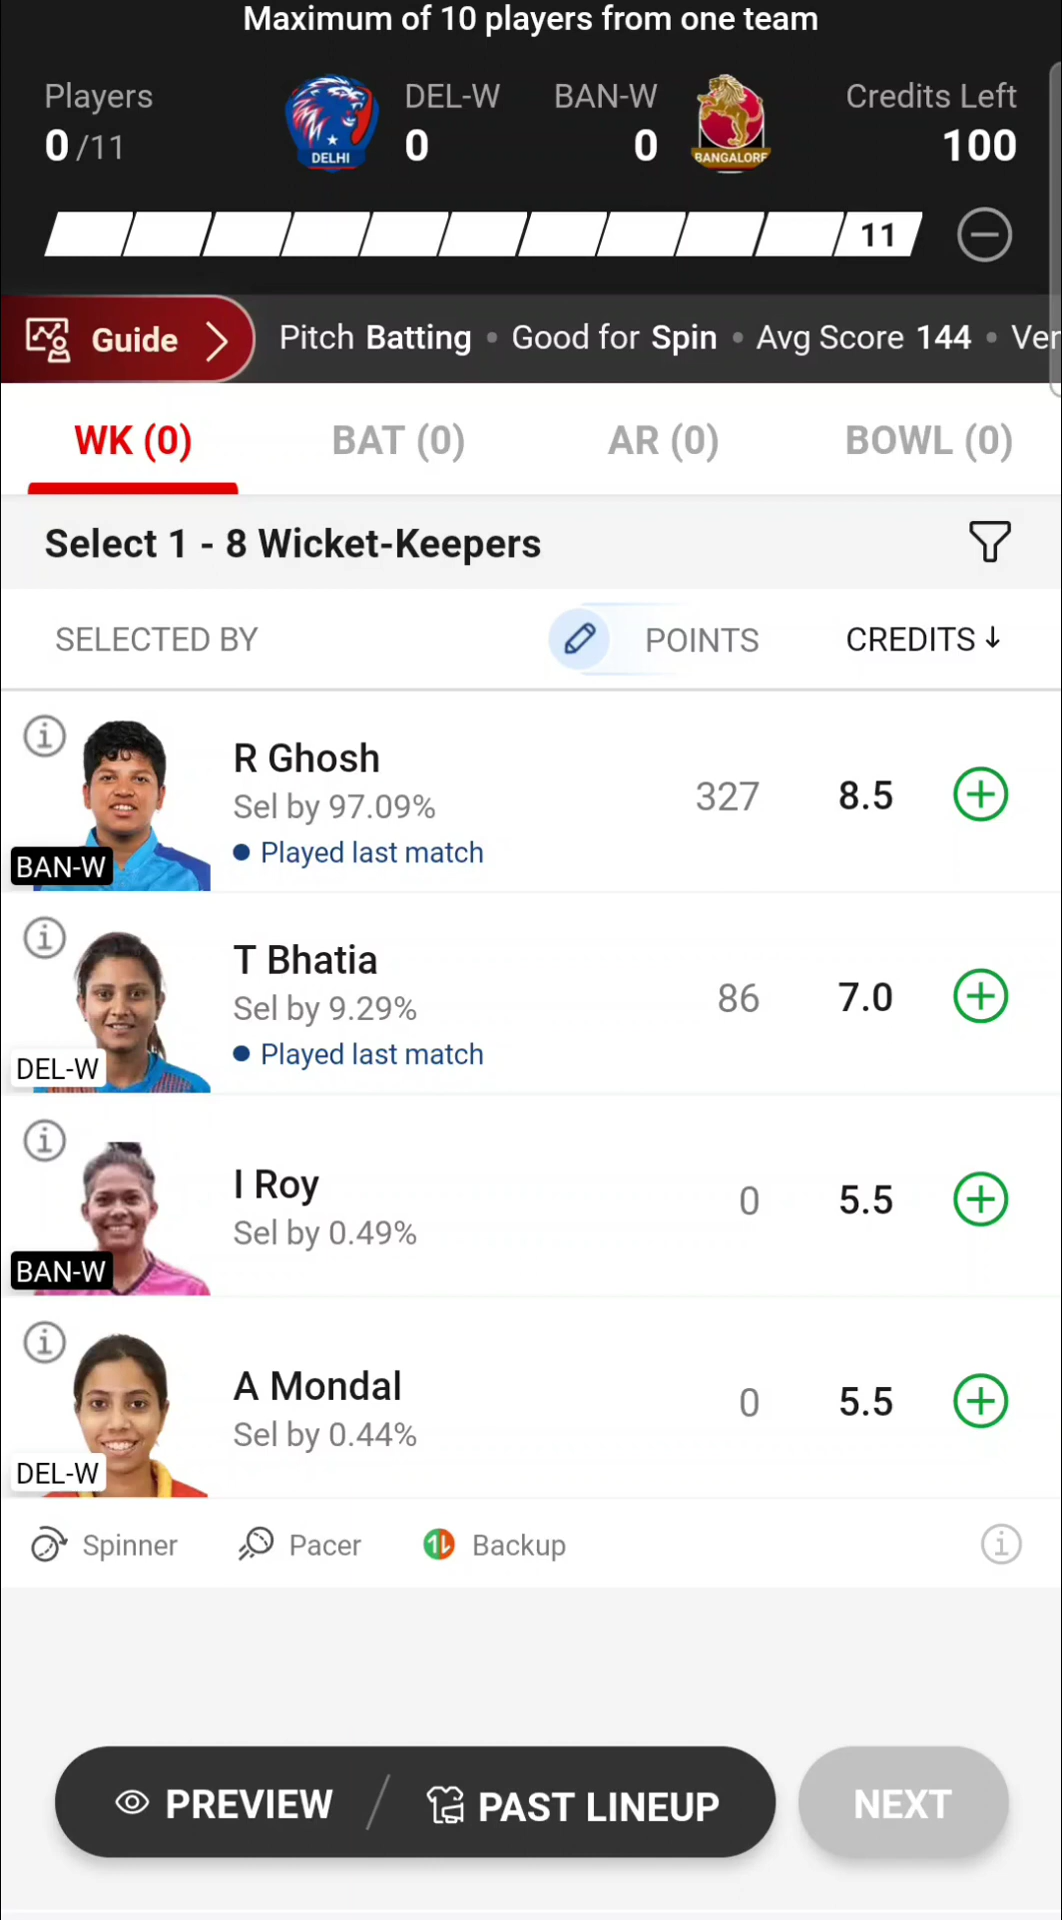 Maximum of 10 players from one team
Players
0 /11
DELHI
DEL-W
0
BAN-W
0
BANGALORE
Credits Left
100
11
Guide
Pitch Batting • Good for Spin • Avg Score 144 • Ver
WK (0) BAT (0) AR (0) BOWL (0)
Select 1 - 8 Wicket-Keepers
SELECTED BY POINTS CREDITS ↓
R Ghosh
Sel by 97.09%
Played last match
BAN-W
327 8.5
T Bhatia
Sel by 9.29%
Played last match
DEL-W
86 7.0
I Roy
Sel by 0.49%
BAN-W
0 5.5
A Mondal
Sel by 0.44%
DEL-W
0 5.5
Spinner Pacer Backup
PREVIEW / PAST LINEUP NEXT